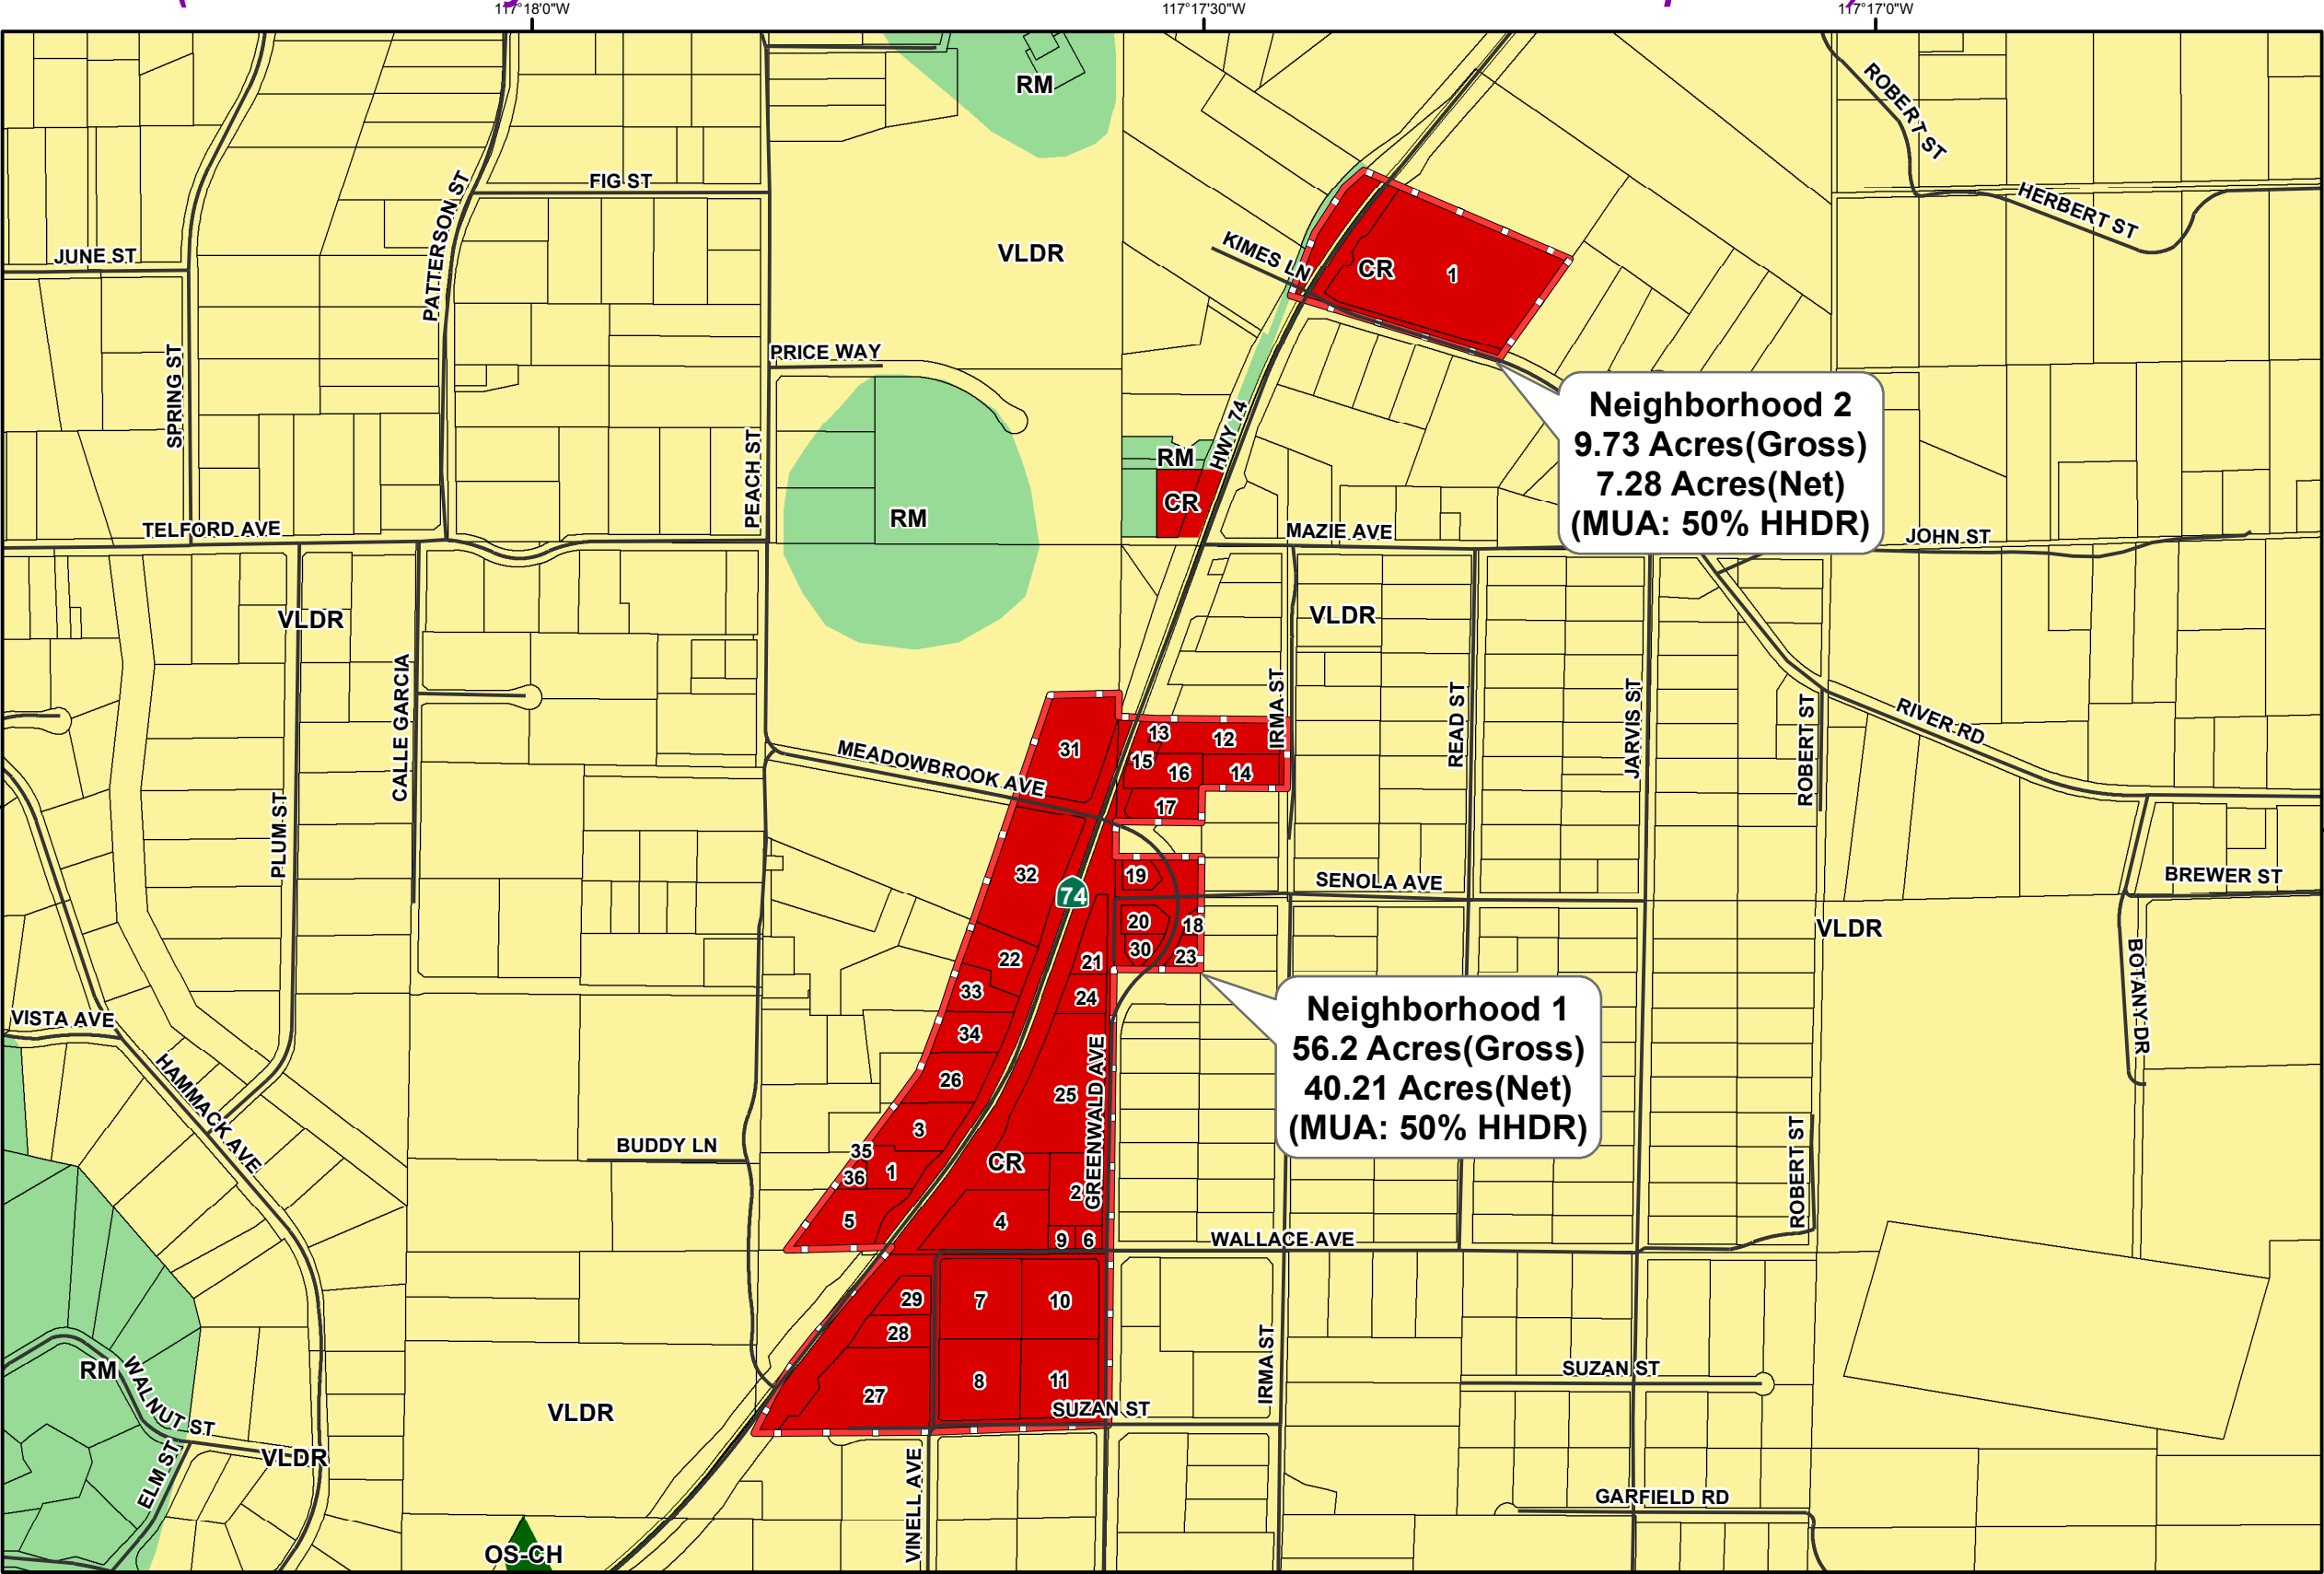 117°18'0"W
117°17'30"W
117°17'0"W
RM
ROBERT ST
FIG ST
PATTERSON ST
HERBERT ST
JUNE ST
VLDR
KIMES LN
CR
1
SPRING ST
PRICE WAY
HWY 74
Neighborhood 2
9.73 Acres(Gross)
7.28 Acres(Net)
(MUA: 50% HHDR)
PEACH ST
RM
CR
RM
TELFORD AVE
MAZIE AVE
JOHN ST
VLDR
VLDR
CALLE GARCIA
IRMA ST
READ ST
JARVIS ST
ROBERT ST
RIVER RD
MEADOWBROOK AVE
31
13
12
15
16
14
17
PLUM ST
32
74
19
SENOLA AVE
BREWER ST
20
18
VLDR
30
23
22
21
33
24
BOTANY DR
Neighborhood 1
56.2 Acres(Gross)
40.21 Acres(Net)
(MUA: 50% HHDR)
VISTA AVE
34
HAMMACK AVE
26
25
GREENWALD AVE
3
BUDDY LN
35
CR
36
1
2
ROBERT ST
5
4
9
6
WALLACE AVE
29
7
10
28
RM
WALNUT ST
8
11
IRMA ST
SUZAN ST
27
VLDR
SUZAN ST
VLDR
ELM ST
VINELL AVE
GARFIELD RD
OS-CH